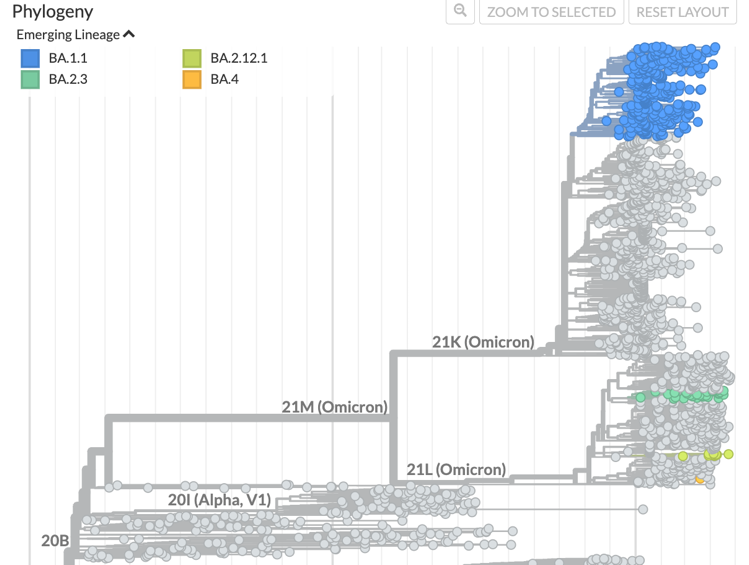 Phylogeny
ZOOM TO SELECTED
RESET LAYOUT
Emerging Lineage
BA.1.1
BA.2.12.1
BA.2.3
BA.4
21K (Omicron)
21M (Omicron)
21L (Omicron)
20I (Alpha, V1)
20B